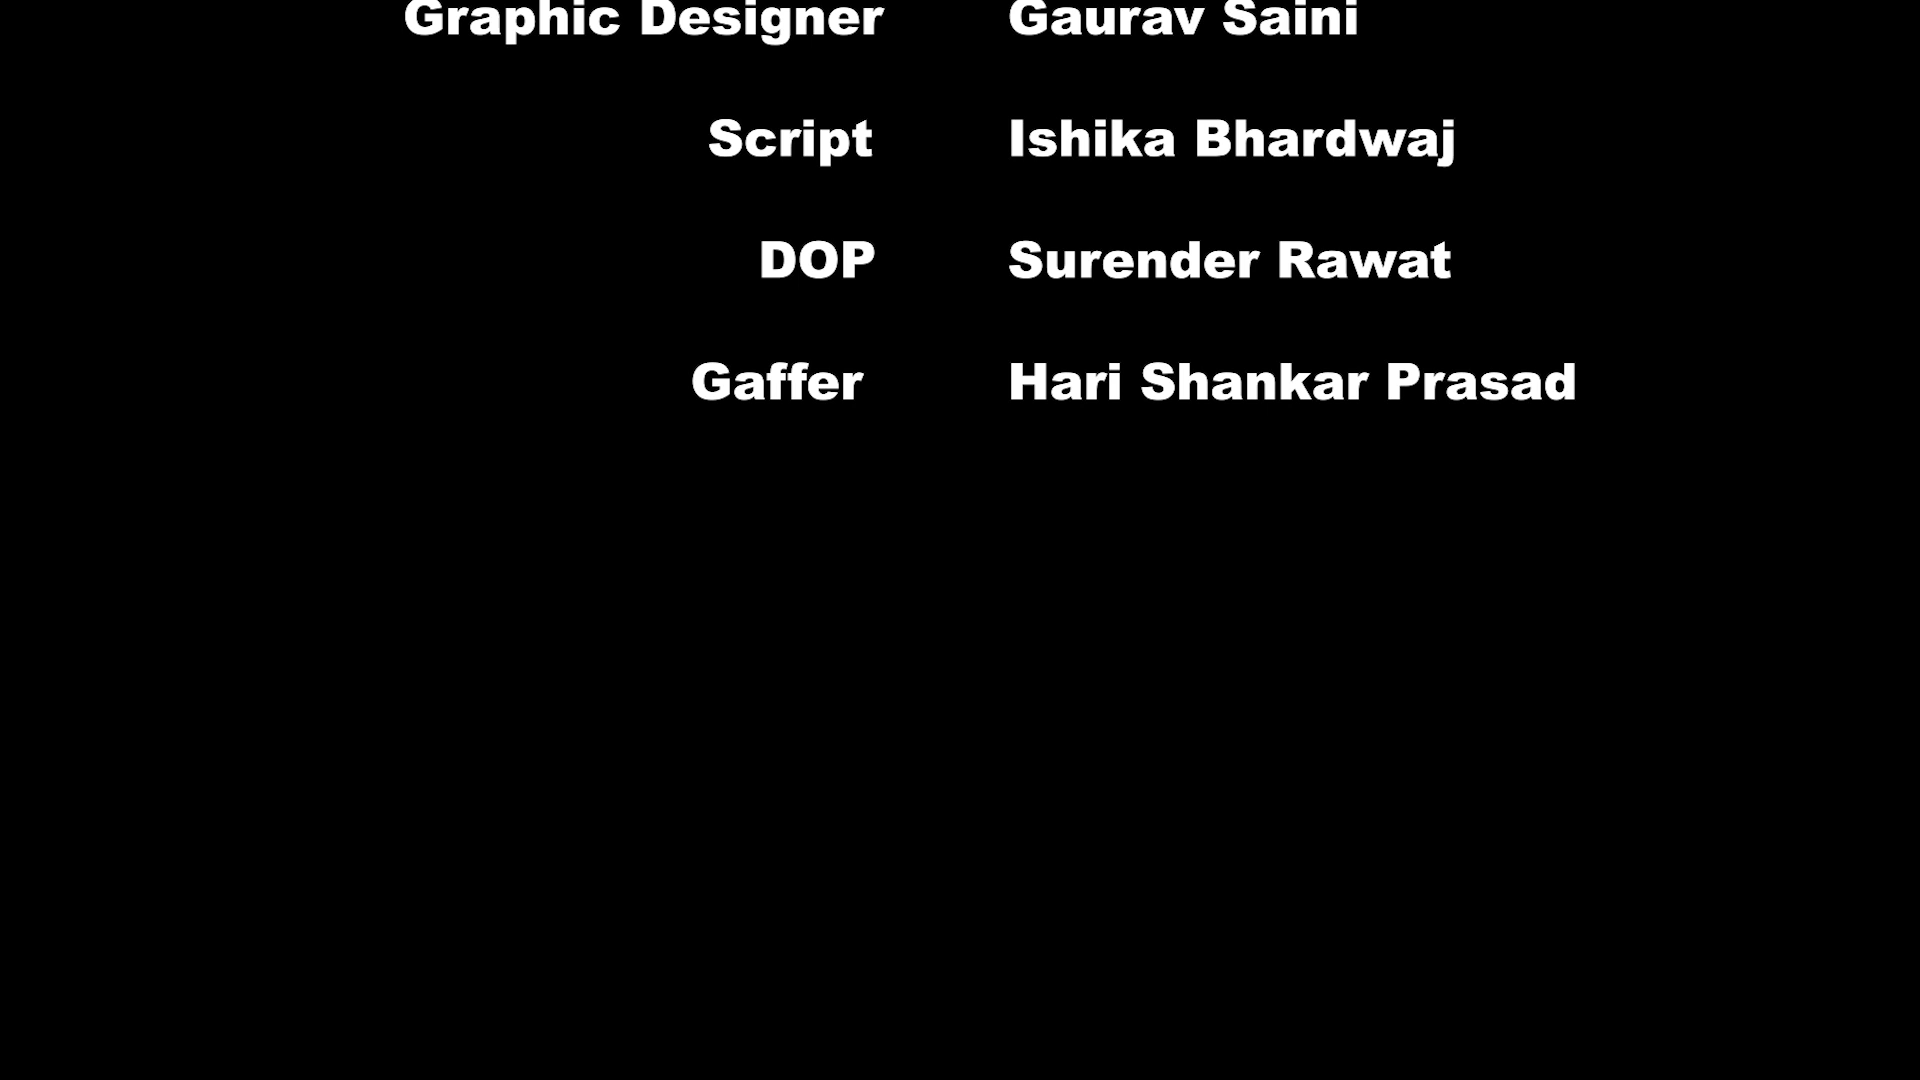 Graphic Designer Gaurav Saini
Script Ishika Bhardwaj
DOP Surender Rawat
Gaffer Hari Shankar Prasad